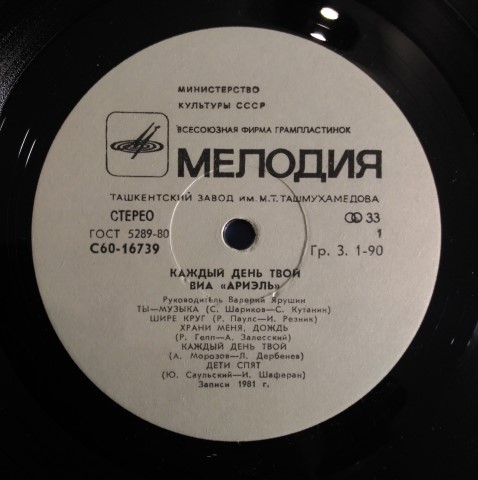 МИНИСТЕРСТВО
КУЛЬТУРЫ СССР
ВСЕСОЮЗНАЯ ФИРМА ГРАМПЛАСТИНОК
МЕЛОДИЯ
ТАШКЕНТСКИЙ ЗАВОД ИМ. М.Т. ТАШМУХАМЕДОВА
СТЕРЕО 33
ГОСТ 5289-80 1
С60-16739 Гр. 3. 1-90
КАЖДЫЙ ДЕНЬ ТВОЙ
ВИА «АРИЭЛЬ»
Руководитель Валерий Ярушин
ТЫ—МУЗЫКА (С. Шариков—С. Кутанин)
ШИРЕ КРУГ (Р. Паулс—И. Резник)
ХРАНИ МЕНЯ, ДОЖДЬ
(Р. Гепп—А. Залесский)
КАЖДЫЙ ДЕНЬ ТВОЙ
(А. Морозов—Л. Дербенев)
ДЕТИ СПЯТ
(Ю. Саульский—И. Шаферан)
Записи 1981 г.